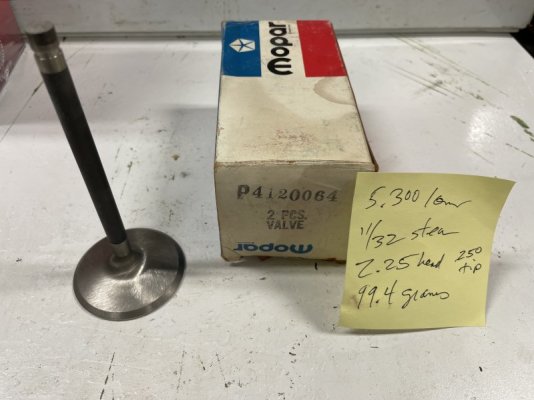 Mopar
P4120064
2 PCS.
VALVE
Mopar
5.300 long
11/32 stem
2.25 head 250 tip
99.4 grams